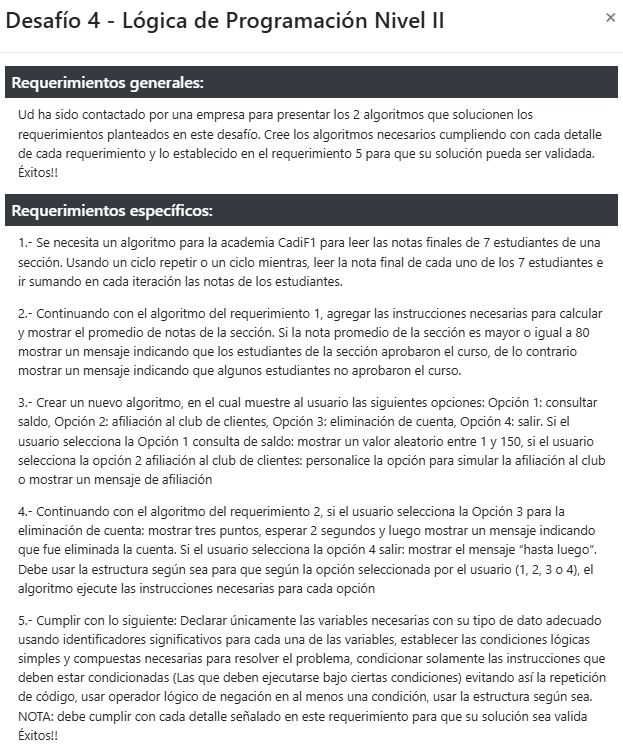 Desafío 4 - Lógica de Programación Nivel II
×
Requerimientos generales:
Ud ha sido contactado por una empresa para presentar los 2 algoritmos que solucionen los
requerimientos planteados en este desafío. Cree los algoritmos necesarios cumpliendo con cada detalle
de cada requerimiento y lo establecido en el requerimiento 5 para que su solución pueda ser validada.
Éxitos!!
Requerimientos específicos:
1.- Se necesita un algoritmo para la academia CadiF1 para leer las notas finales de 7 estudiantes de una
sección. Usando un ciclo repetir o un ciclo mientras, leer la nota final de cada uno de los 7 estudiantes e
ir sumando en cada iteración las notas de los estudiantes.
2.- Continuando con el algoritmo del requerimiento 1, agregar las instrucciones necesarias para calcular
y mostrar el promedio de notas de la sección. Si la nota promedio de la sección es mayor o igual a 80
mostrar un mensaje indicando que los estudiantes de la sección aprobaron el curso, de lo contrario
mostrar un mensaje indicando que algunos estudiantes no aprobaron el curso.
3.- Crear un nuevo algoritmo, en el cual muestre al usuario las siguientes opciones: Opción 1: consultar
saldo, Opción 2: afiliación al club de clientes, Opción 3: eliminación de cuenta, Opción 4: salir. Si el
usuario selecciona la Opción 1 consulta de saldo: mostrar un valor aleatorio entre 1 y 150, si el usuario
selecciona la opción 2 afiliación al club de clientes: personalice la opción para simular la afiliación al club
o mostrar un mensaje de afiliación
4.- Continuando con el algoritmo del requerimiento 2, si el usuario selecciona la Opción 3 para la
eliminación de cuenta: mostrar tres puntos, esperar 2 segundos y luego mostrar un mensaje indicando
que fue eliminada la cuenta. Si el usuario selecciona la opción 4 salir: mostrar el mensaje “hasta luego”.
Debe usar la estructura según sea para que según la opción seleccionada por el usuario (1, 2, 3 o 4), el
algoritmo ejecute las instrucciones necesarias para cada opción
5.- Cumplir con lo siguiente: Declarar únicamente las variables necesarias con su tipo de dato adecuado
usando identificadores significativos para cada una de las variables, establecer las condiciones lógicas
simples y compuestas necesarias para resolver el problema, condicionar solamente las instrucciones que
deben estar condicionadas (Las que deben ejecutarse bajo ciertas condiciones) evitando así la repetición
de código, usar operador lógico de negación en al menos una condición, usar la estructura según sea.
NOTA: debe cumplir con cada detalle señalado en este requerimiento para que su solución sea valida
Éxitos!!